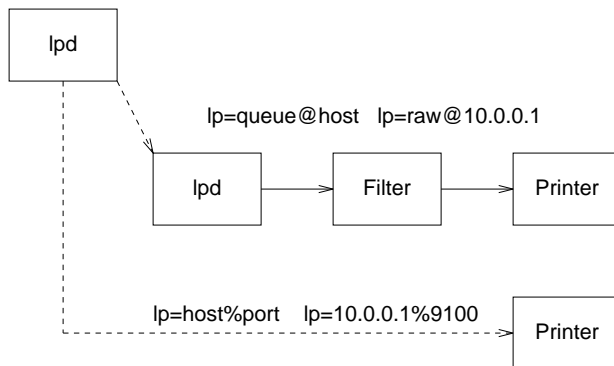 lpd
lp=queue@host lp=raw@10.0.0.1
lpd Filter Printer
lp=host%port lp=10.0.0.1%9100
Printer